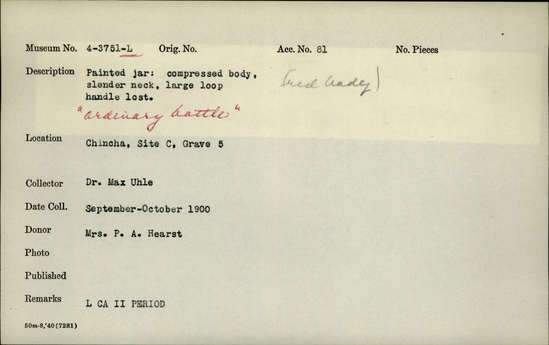 Museum No. 4-3751-L Orig. No. Acc. No. 81 No. Pieces
Description Painted jar: compressed body,
slender neck, large loop
handle lost.
"ordinary bottle"
Location Chincha, Site C, Grave 5
Collector Dr. Max Uhle
Date Coll. September-October 1900
Donor Mrs. P. A. Hearst
Photo
Published
Remarks L CA II PERIOD
50m-8,'40(7281)